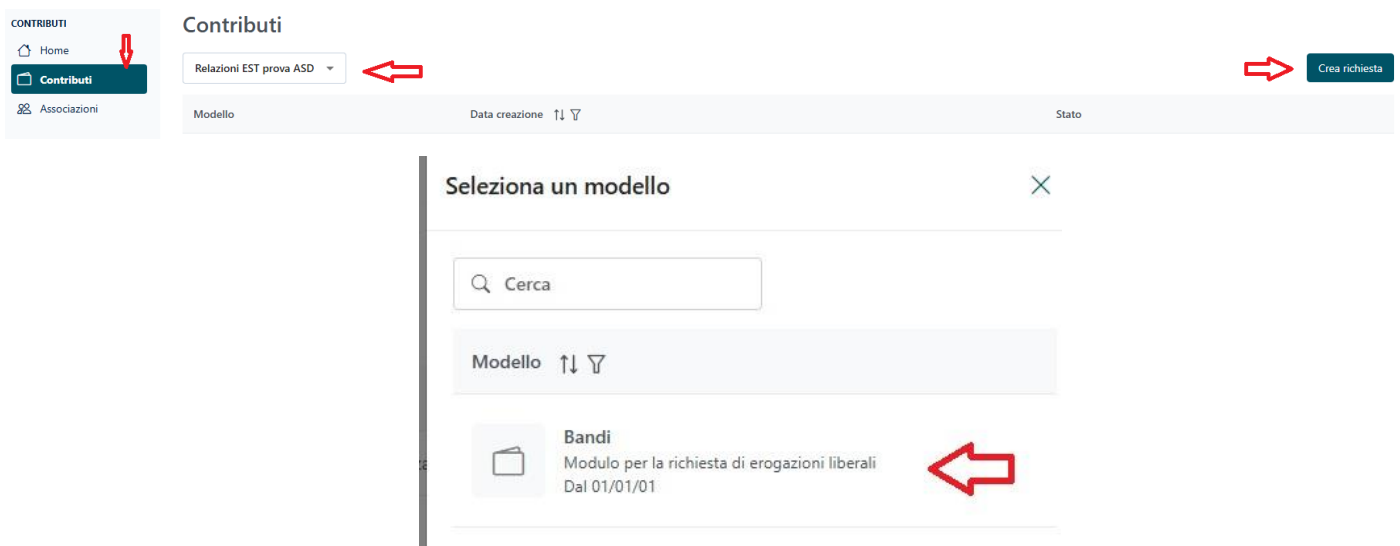 CONTRIBUTI
Home
Contributi
Associazioni
Contributi
Relazioni EST prova ASD
Crea richiesta
Modello
Data creazione
Stato
Seleziona un modello
Cerca
Modello
Bandi
Modulo per la richiesta di erogazioni liberali
Dal 01/01/01